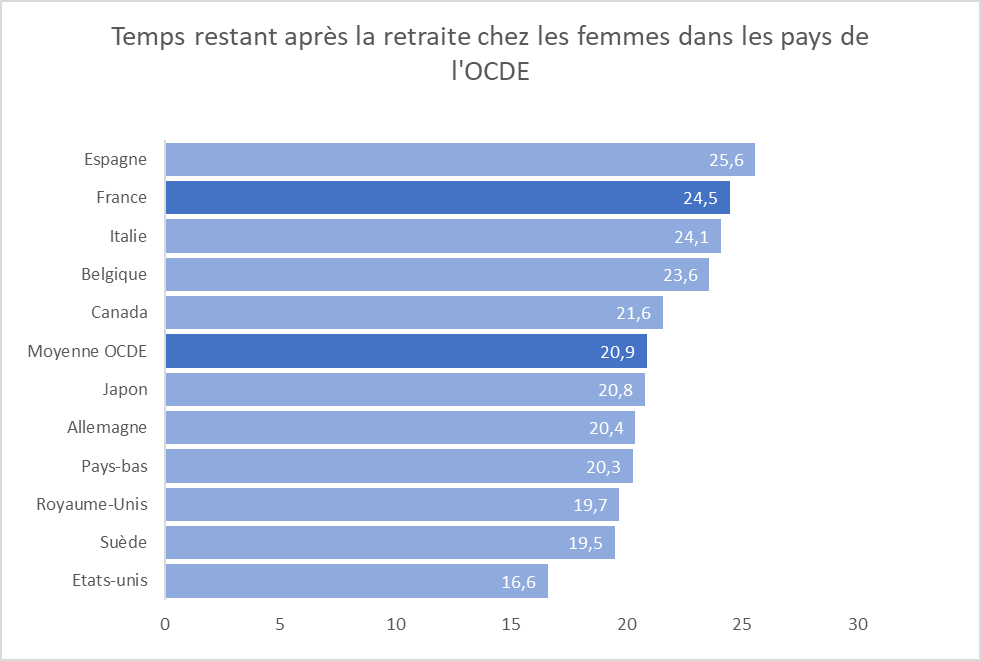 Temps restant après la retraite chez les femmes dans les pays de
l'OCDE
Espagne 25,6
France 24,5
Italie 24,1
Belgique 23,6
Canada 21,6
Moyenne OCDE 20,9
Japon 20,8
Allemagne 20,4
Pays-bas 20,3
Royaume-Unis 19,7
Suède 19,5
Etats-unis 16,6
0 5 10 15 20 25 30